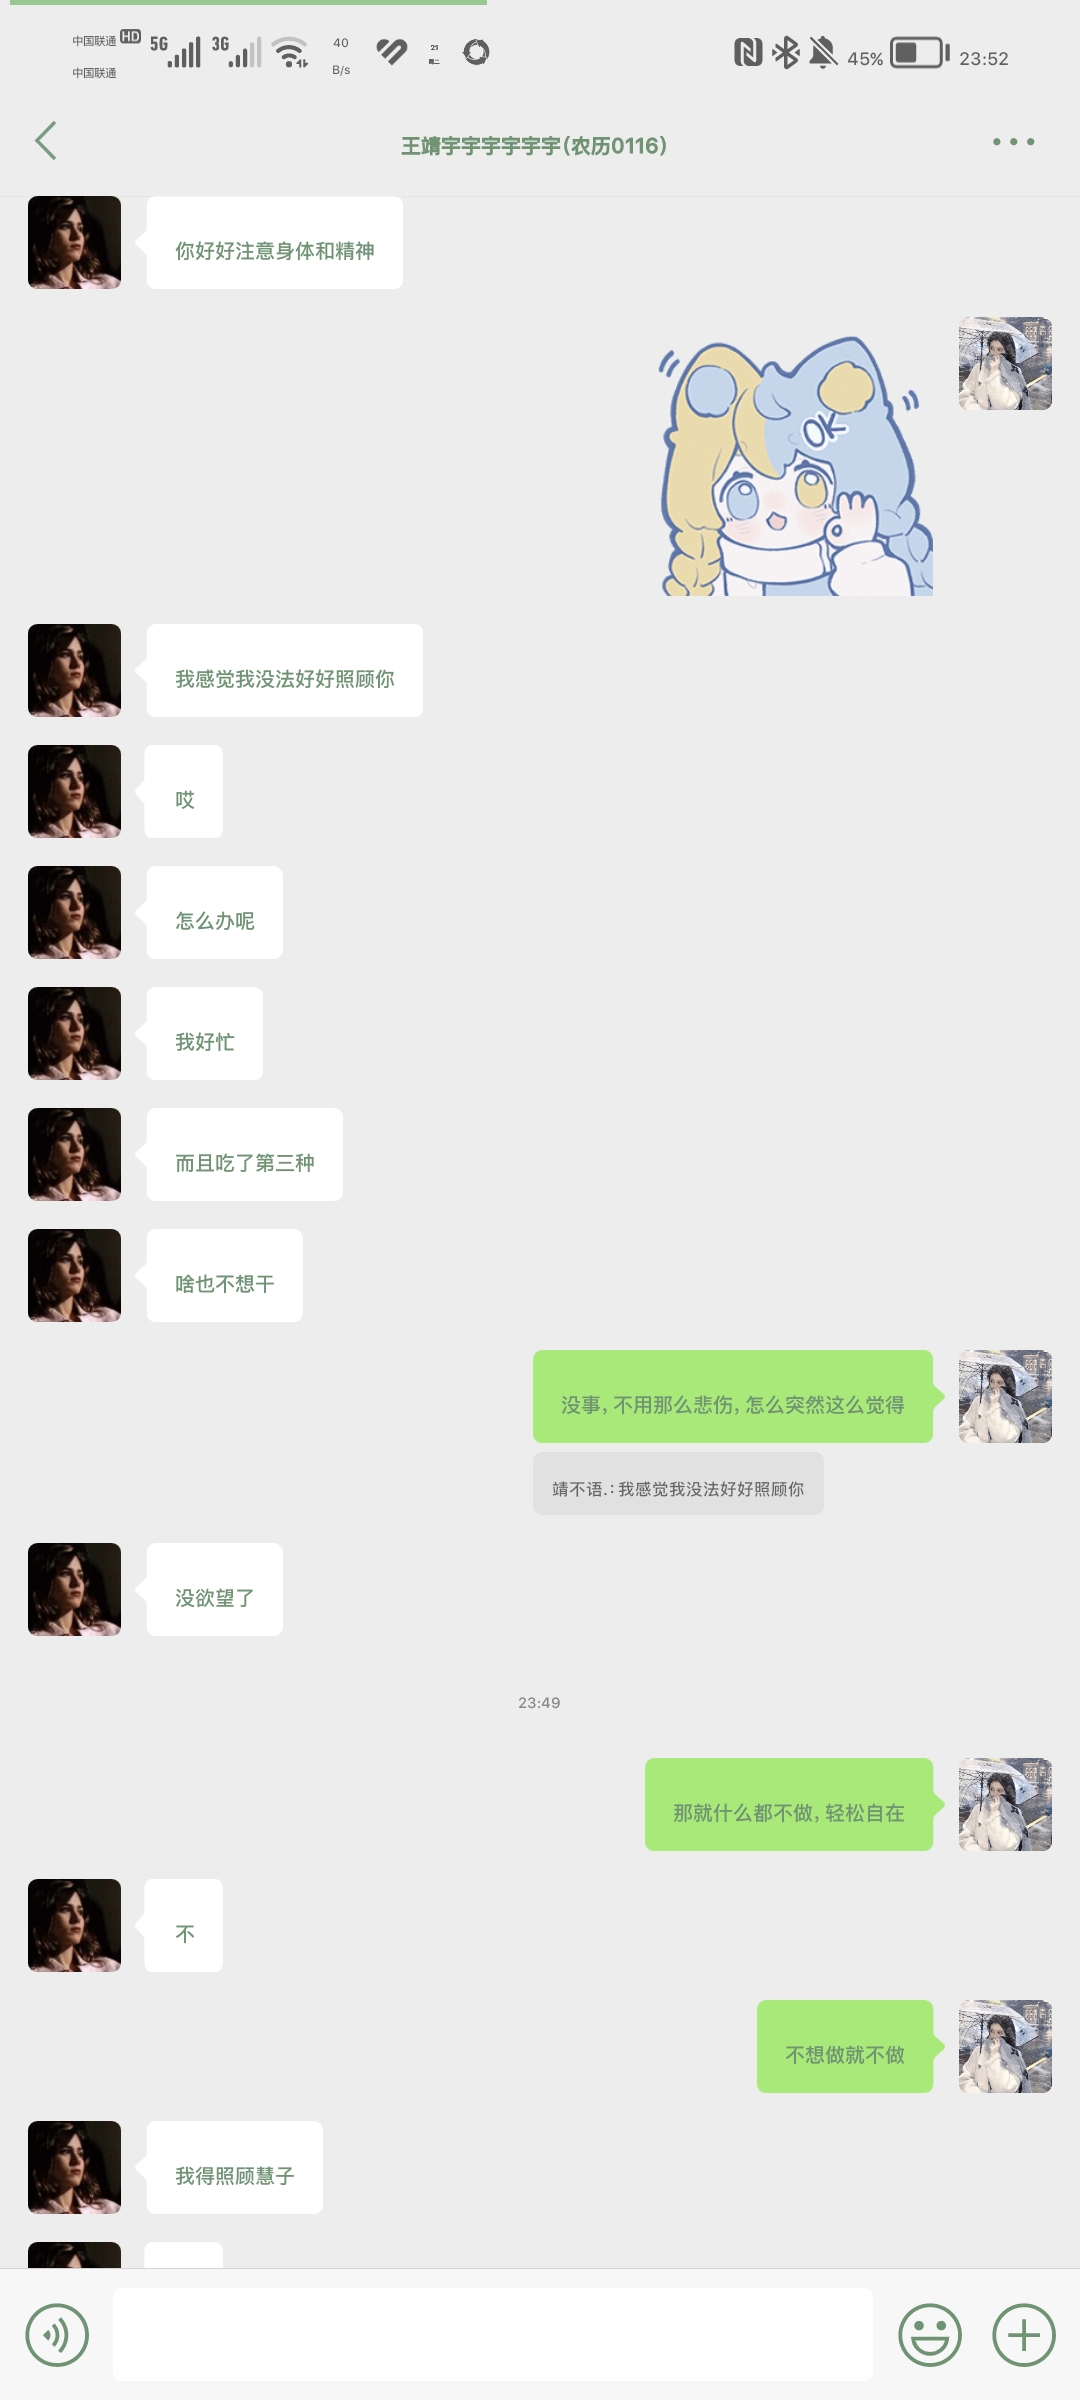 中国联通 HD 5G 3G 40 B/s 21 45% 23:52
中国联通
王靖宇宇宇宇宇宇(农历0116)
你好好注意身体和精神
OK
我感觉我没法好好照顾你
哎
怎么办呢
我好忙
而且吃了第三种
啥也不想干
没事,不用那么悲伤,怎么突然这么觉得
靖不语.:我感觉我没法好好照顾你
没欲望了
23:49
那就什么都不做,轻松自在
不
不想做就不做
我得照顾慧子